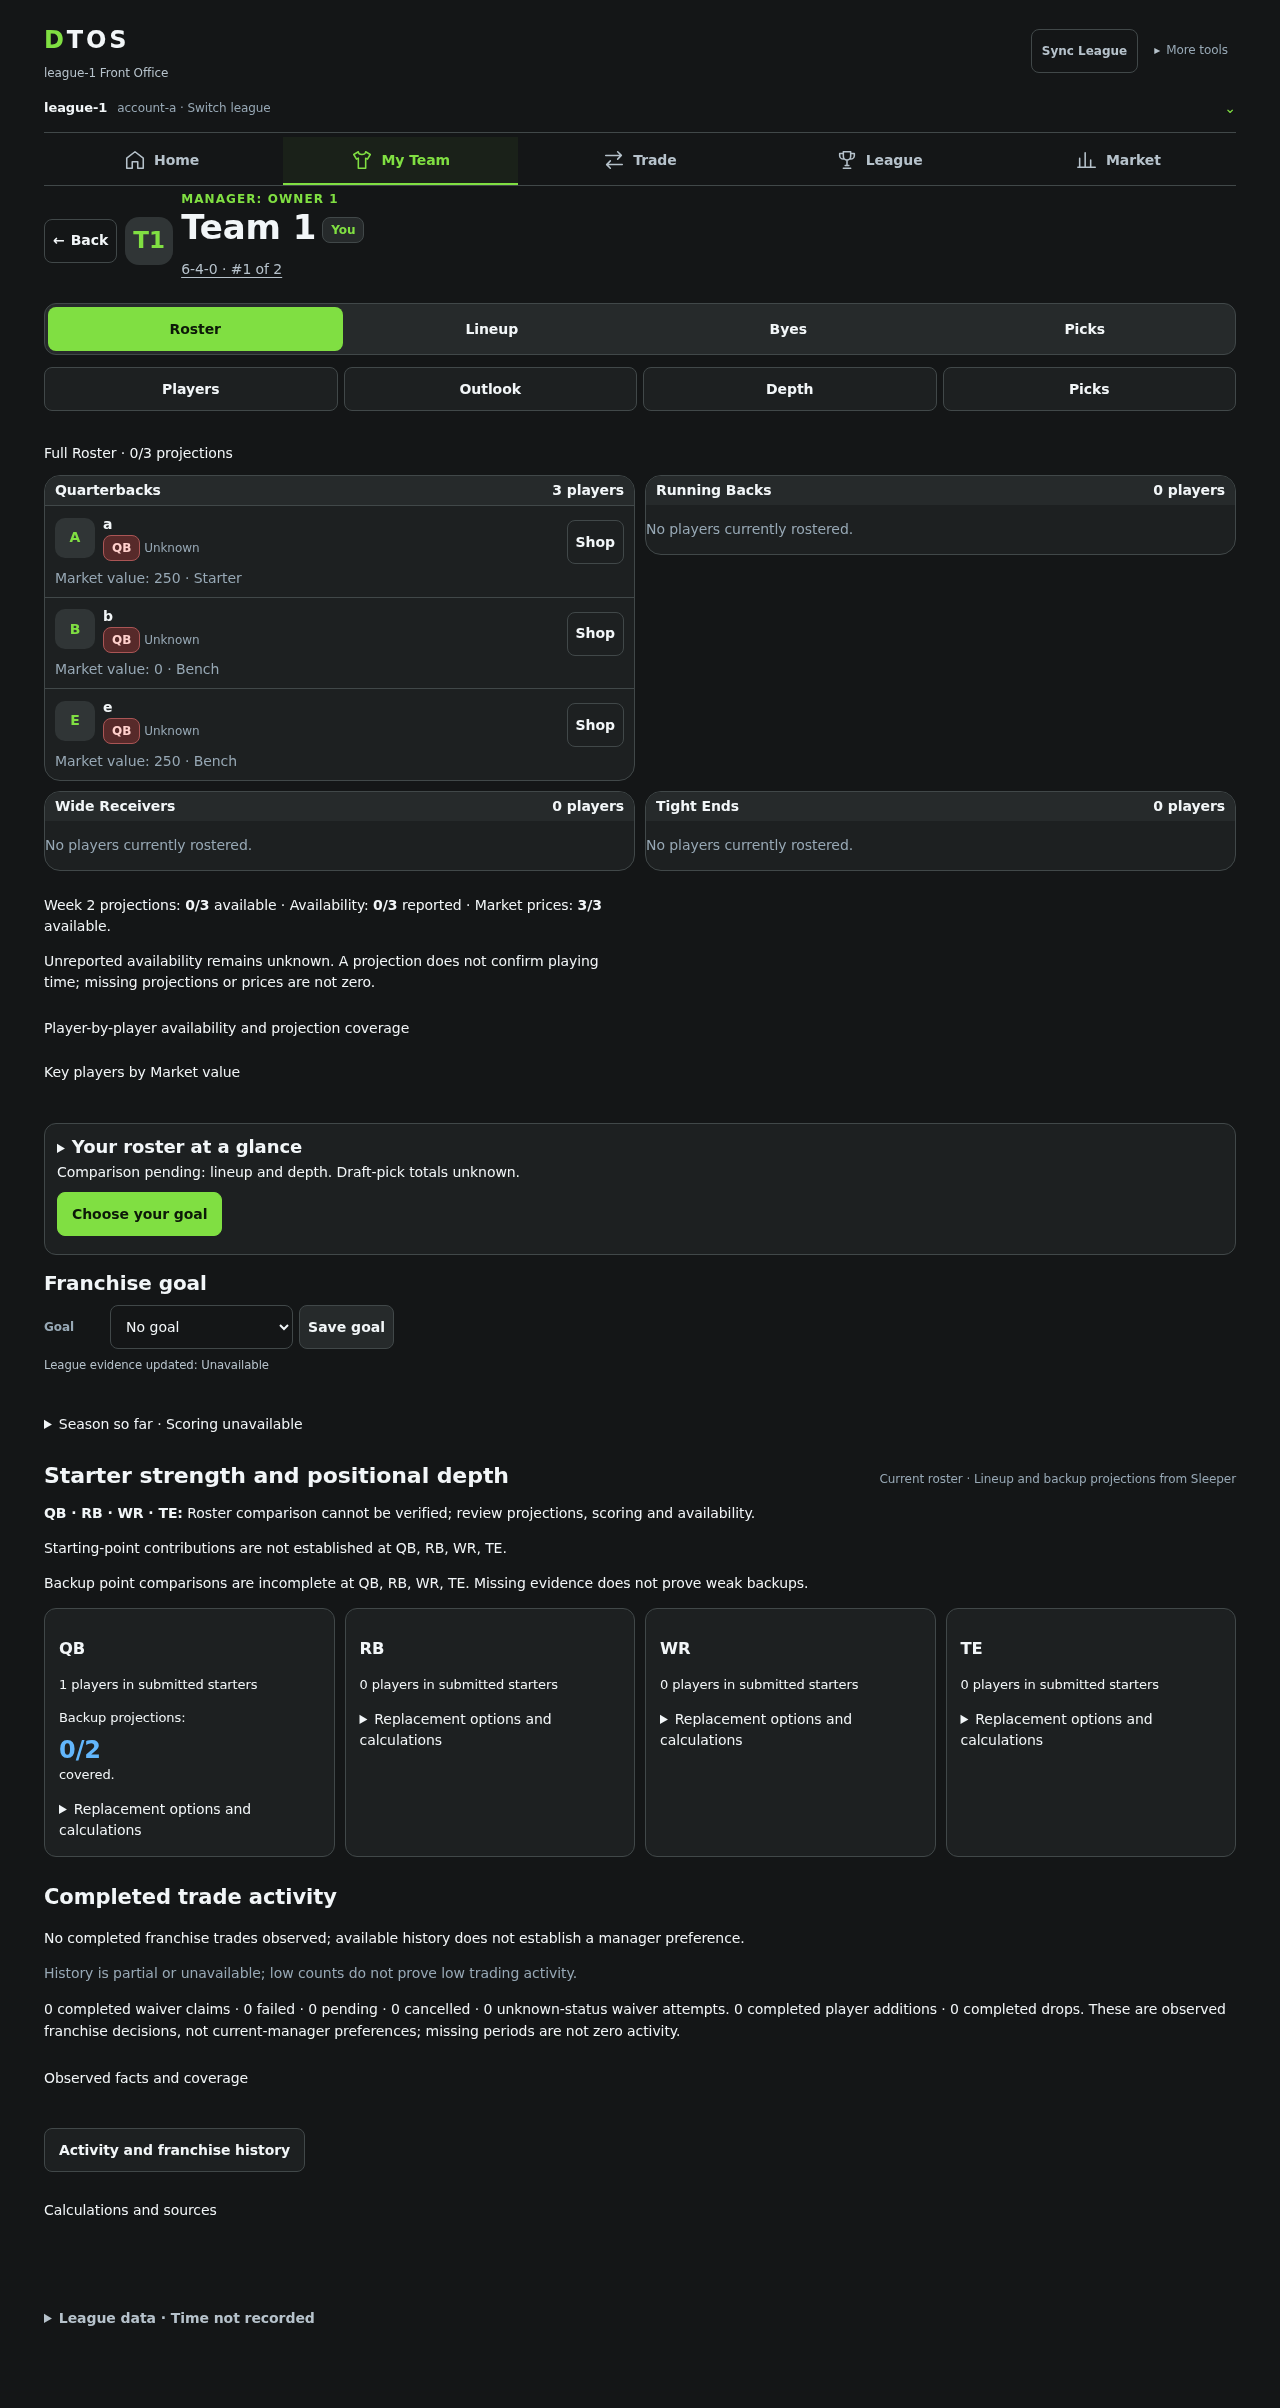 DTOS
league-1 Front Office
Sync League
▸ More tools
league-1 account-a · Switch league
Home
My Team
Trade
League
Market
MANAGER: OWNER 1
← Back
T1
Team 1 You
6-4-0 · #1 of 2
Roster
Lineup
Byes
Picks
Players
Outlook
Depth
Picks
Full Roster · 0/3 projections
Quarterbacks 3 players
A
a
QB Unknown
Shop
Market value: 250 · Starter
B
b
QB Unknown
Shop
Market value: 0 · Bench
E
e
QB Unknown
Shop
Market value: 250 · Bench
Running Backs 0 players
No players currently rostered.
Wide Receivers 0 players
No players currently rostered.
Tight Ends 0 players
No players currently rostered.
Week 2 projections: 0/3 available · Availability: 0/3 reported · Market prices: 3/3
available.
Unreported availability remains unknown. A projection does not confirm playing
time; missing projections or prices are not zero.
Player-by-player availability and projection coverage
Key players by Market value
▸ Your roster at a glance
Comparison pending: lineup and depth. Draft-pick totals unknown.
Choose your goal
Franchise goal
Goal
No goal
Save goal
League evidence updated: Unavailable
▸ Season so far · Scoring unavailable
Starter strength and positional depth
Current roster · Lineup and backup projections from Sleeper
QB · RB · WR · TE: Roster comparison cannot be verified; review projections, scoring and availability.
Starting-point contributions are not established at QB, RB, WR, TE.
Backup point comparisons are incomplete at QB, RB, WR, TE. Missing evidence does not prove weak backups.
QB
1 players in submitted starters
Backup projections:
0/2
covered.
▸ Replacement options and
calculations
RB
0 players in submitted starters
▸ Replacement options and
calculations
WR
0 players in submitted starters
▸ Replacement options and
calculations
TE
0 players in submitted starters
▸ Replacement options and
calculations
Completed trade activity
No completed franchise trades observed; available history does not establish a manager preference.
History is partial or unavailable; low counts do not prove low trading activity.
0 completed waiver claims · 0 failed · 0 pending · 0 cancelled · 0 unknown-status waiver attempts. 0 completed player additions · 0 completed drops. These are observed
franchise decisions, not current-manager preferences; missing periods are not zero activity.
Observed facts and coverage
Activity and franchise history
Calculations and sources
▸ League data · Time not recorded